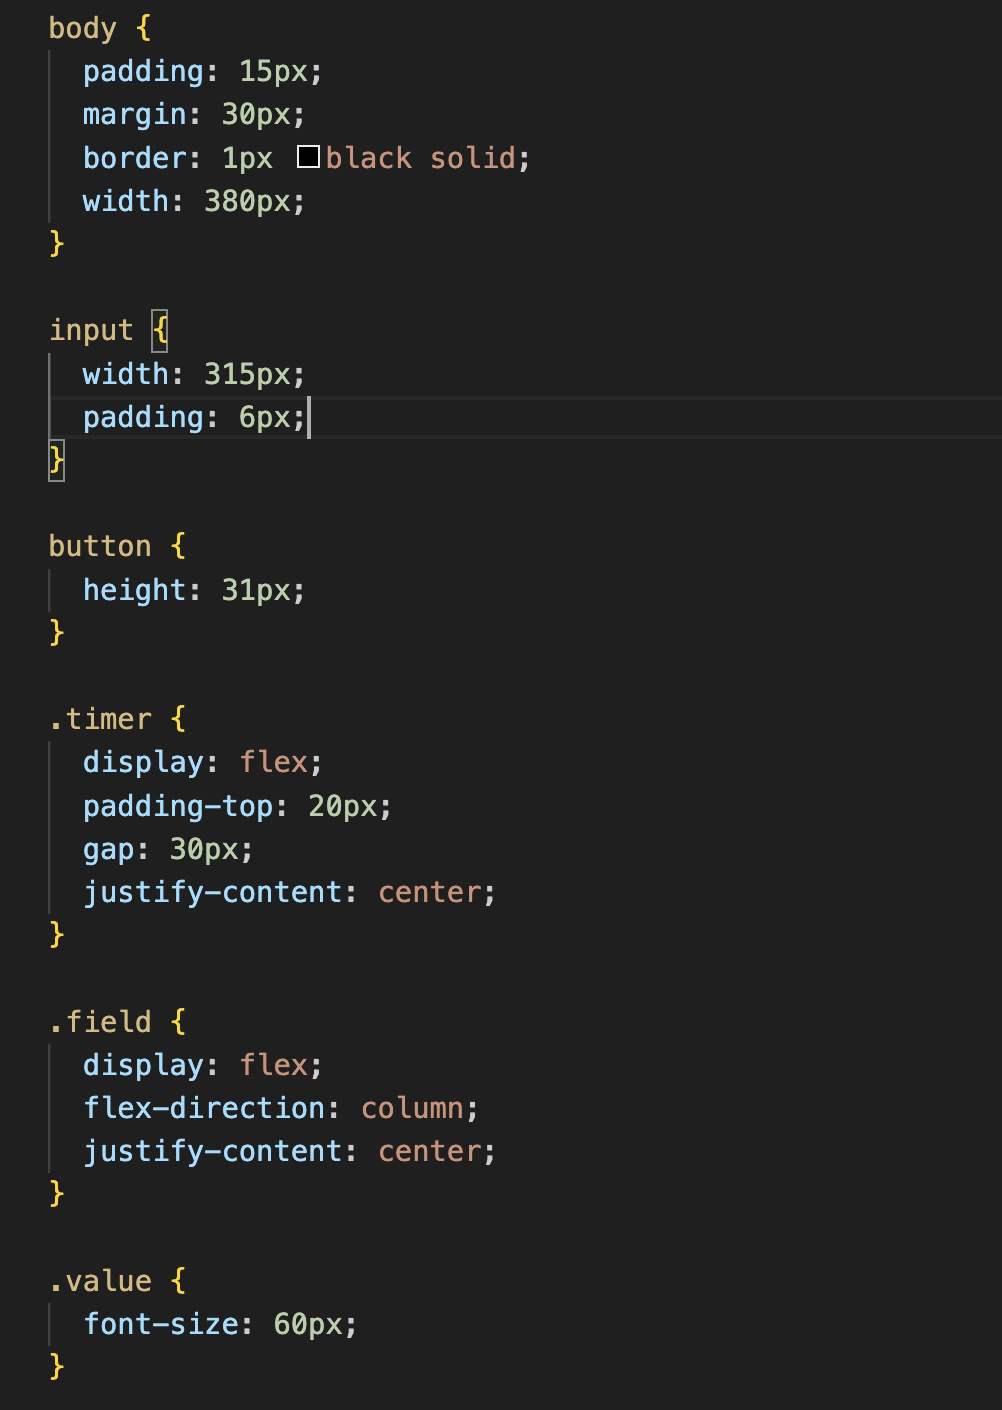 body {
  padding: 15px;
  margin: 30px;
  border: 1px black solid;
  width: 380px;
}

input {
  width: 315px;
  padding: 6px;
}

button {
  height: 31px;
}

.timer {
  display: flex;
  padding-top: 20px;
  gap: 30px;
  justify-content: center;
}

.field {
  display: flex;
  flex-direction: column;
  justify-content: center;
}

.value {
  font-size: 60px;
}